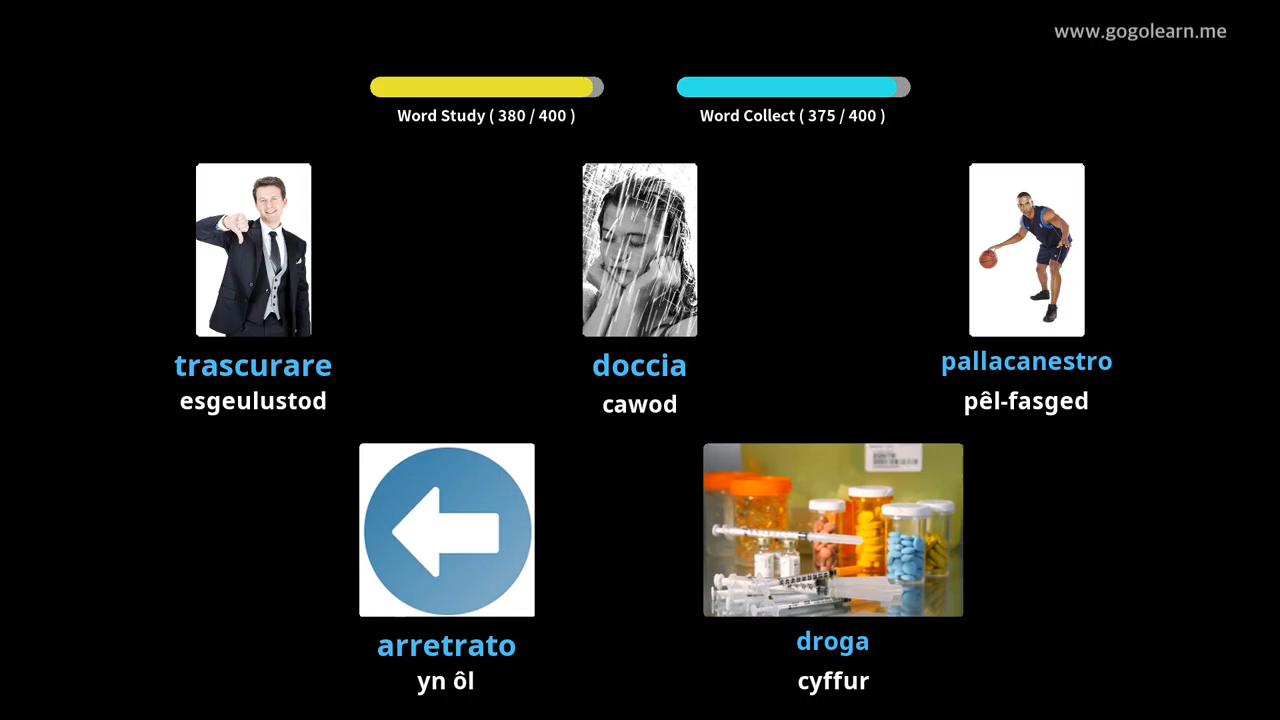 www.gogolearn.me
Word Study ( 380 / 400 )
Word Collect ( 375 / 400 )
trascurare
esgeulustod
doccia
cawod
pallacanestro
pêl-fasged
arretrato
yn ôl
droga
cyffur